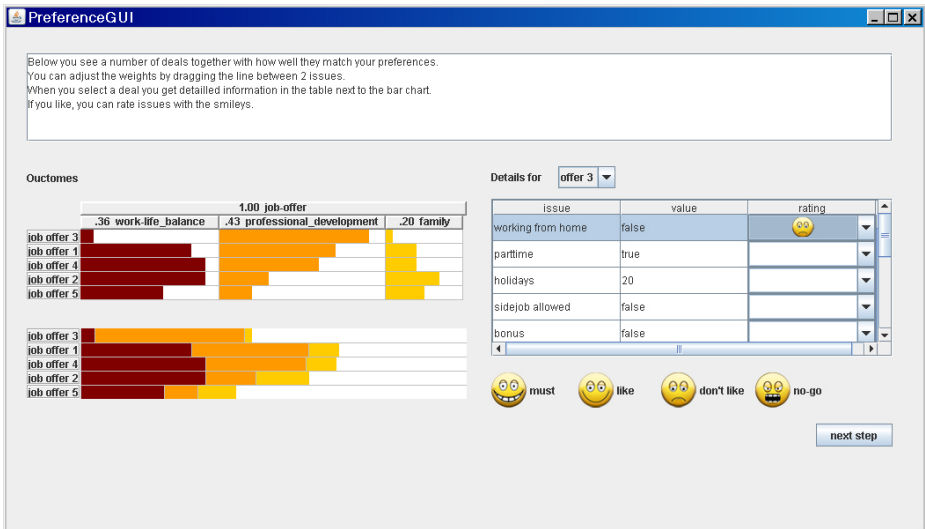 PreferenceGUI
Below you see a number of deals together with how well they match your preferences.
You can adjust the weights by dragging the line between 2 issues.
When you select a deal you get detailled information in the table next to the bar chart.
If you like, you can rate issues with the smileys.
Ouctomes
1.00 job-offer
.36 work-life_balance .43 professional_development .20 family
job offer 3
job offer 1
job offer 4
job offer 2
job offer 5
job offer 3
job offer 1
job offer 4
job offer 2
job offer 5
Details for offer 3
issue value rating
working from home false
parttime true
holidays 20
sidejob allowed false
bonus false
must like don't like no-go
next step